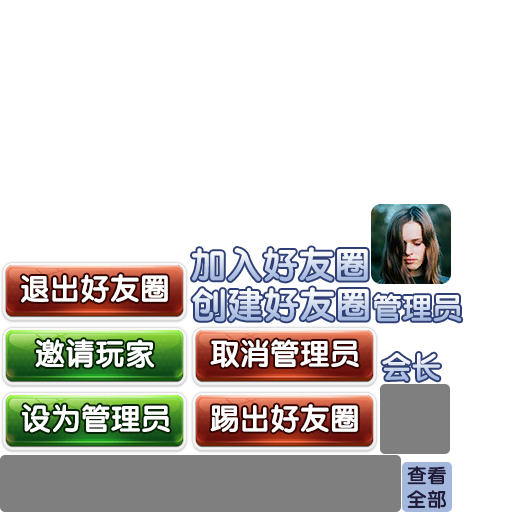 加入好友圈
退出好友圈
创建好友圈
管理员
邀请玩家
取消管理员
会长
设为管理员
踢出好友圈
查看
全部